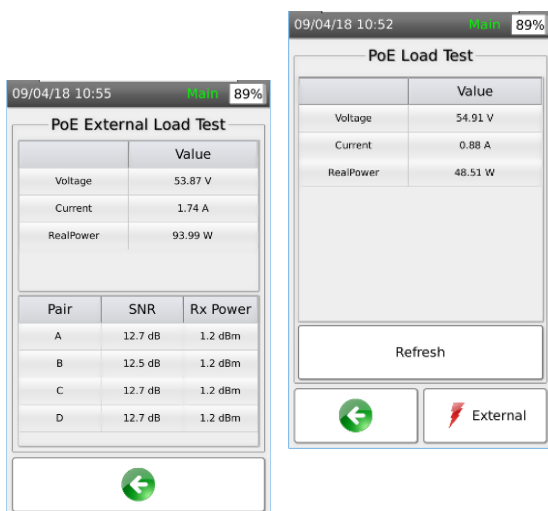 09/04/18 10:55 Main 89%
PoE External Load Test
Value
Voltage 53.87 V
Current 1.74 A
RealPower 93.99 W
Pair SNR Rx Power
A 12.7 dB 1.2 dBm
B 12.5 dB 1.2 dBm
C 12.7 dB 1.2 dBm
D 12.7 dB 1.2 dBm
09/04/18 10:52 Main 89%
PoE Load Test
Value
Voltage 54.91 V
Current 0.88 A
RealPower 48.51 W
Refresh
External